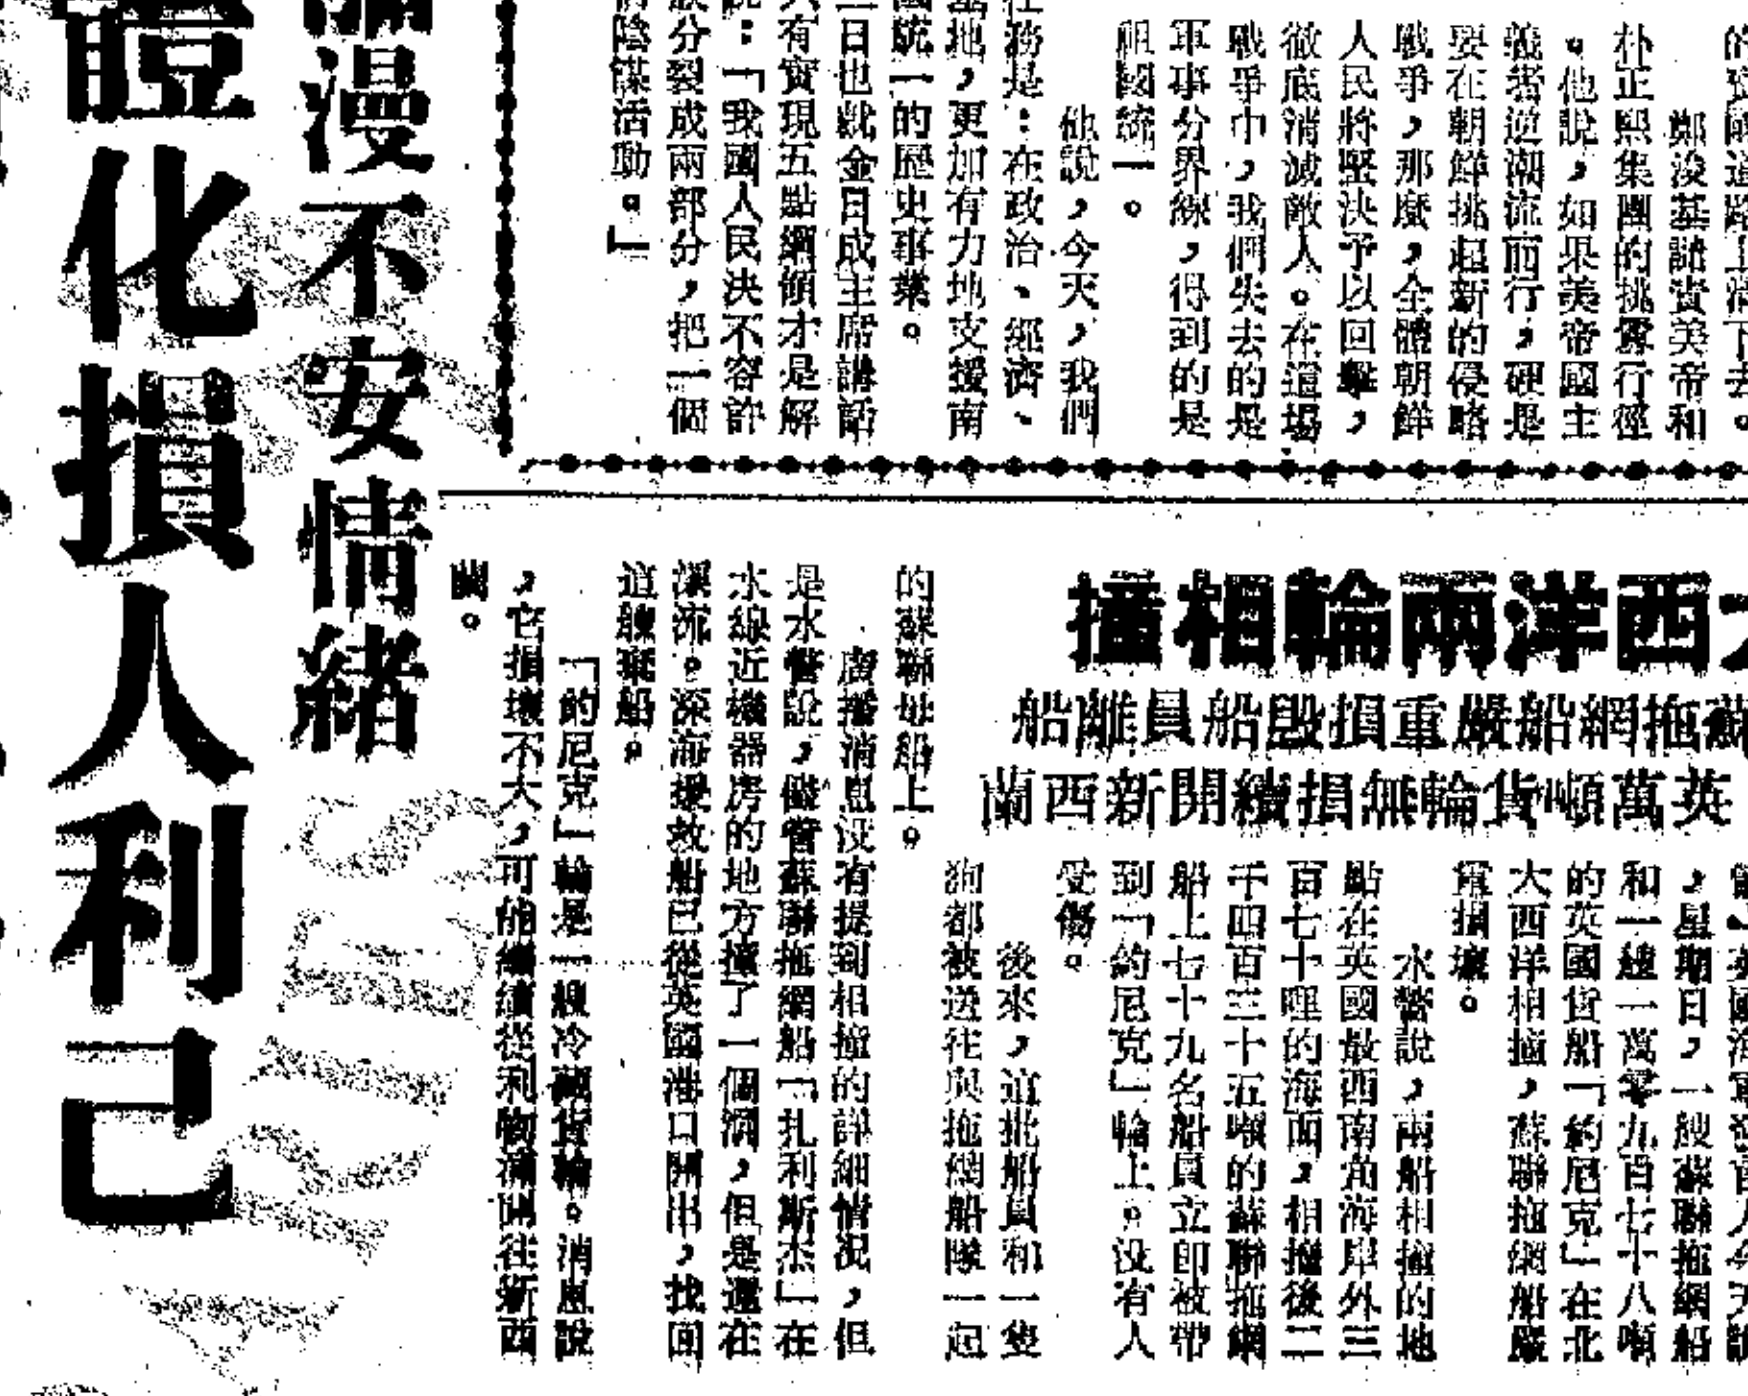 鄭浚基譴責美帝和
朴正熙集團的挑釁行徑
。他說，如果美帝國主
義者逆潮流而行，硬是
要在朝鮮挑起新的侵略
戰爭，那麼，全體朝鮮
人民將堅決予以回擊，
徹底消滅敵人。在這場
戰爭中，我們失去的是
軍事分界線，得到的是
祖國統一。
他說，今天，我們
務是：在政治、經濟、
基地，更加有力地支援南
國統一的歷史事業。
日也就金日成主席講話
只有實現五點綱領才是解
說：「我國人民決不容許
分裂成兩部分，把一個
陰謀活動。」
漫不安情緒
體化損人利己
西洋兩輪相撞
蘇拖網船嚴重損毀船員離船
英萬噸貨輪無損續開新西蘭
，星期日，一艘蘇聯拖網船
和一艘一萬零九百七十八噸
的英國貨船「約尼克」在北
大西洋相撞，蘇聯拖網船嚴
重損壞。
水警說，兩船相撞的地
點在英國最西南角海岸外三
百七十哩的海面，相撞後二
千四百三十五噸的蘇聯拖網
船上七十九名船員立即被帶
到「約尼克」輪上。沒有人
受傷。
後來，這批船員和一隻
狗都被送往與拖網船隊一起
的蘇聯母船上。
廣播消息沒有提到相撞的詳細情況，但
是水警說，儘管蘇聯拖網船「扎利斯杰」在
水線近機器房的地方撞了一個洞，但是還在
漂流。深海援救船已從英國港口開出，找回
這艘棄船。
「約尼克」輪是一艘冷藏貨輪。消息說
，它損壞不大，可能繼續從利物浦開往新西
蘭。